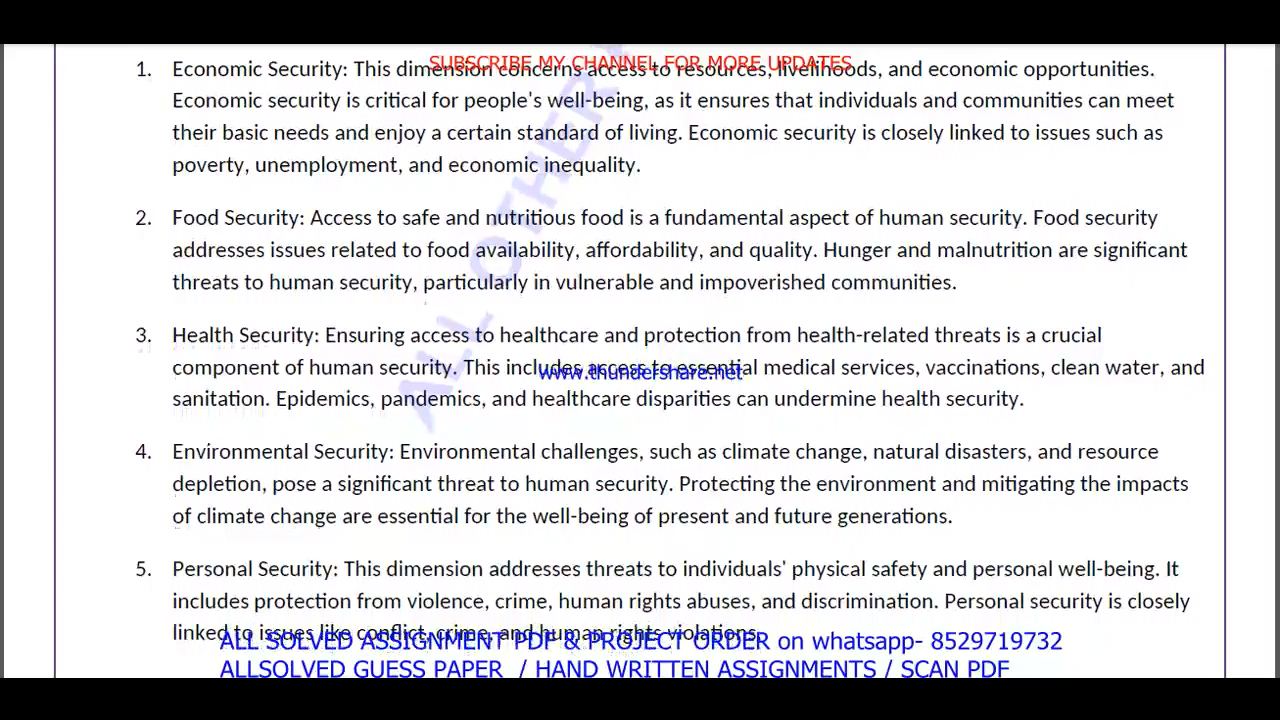 SUBSCRIBE MY CHANNEL FOR MORE UPDATES
1. Economic Security: This dimension concerns access to resources, livelihoods, and economic opportunities.
Economic security is critical for people's well-being, as it ensures that individuals and communities can meet
their basic needs and enjoy a certain standard of living. Economic security is closely linked to issues such as
poverty, unemployment, and economic inequality.
2. Food Security: Access to safe and nutritious food is a fundamental aspect of human security. Food security
addresses issues related to food availability, affordability, and quality. Hunger and malnutrition are significant
threats to human security, particularly in vulnerable and impoverished communities.
3. Health Security: Ensuring access to healthcare and protection from health-related threats is a crucial
component of human security. This includes access to essential medical services, vaccinations, clean water, and
www.thundershare.net
sanitation. Epidemics, pandemics, and healthcare disparities can undermine health security.
4. Environmental Security: Environmental challenges, such as climate change, natural disasters, and resource
depletion, pose a significant threat to human security. Protecting the environment and mitigating the impacts
of climate change are essential for the well-being of present and future generations.
5. Personal Security: This dimension addresses threats to individuals' physical safety and personal well-being. It
includes protection from violence, crime, human rights abuses, and discrimination. Personal security is closely
linked to issues like conflict, crime, and human rights violations.
ALL SOLVED ASSIGNMENT PDF & PROJECT ORDER on whatsapp- 8529719732
ALLSOLVED GUESS PAPER / HAND WRITTEN ASSIGNMENTS / SCAN PDF
ALL OTHER